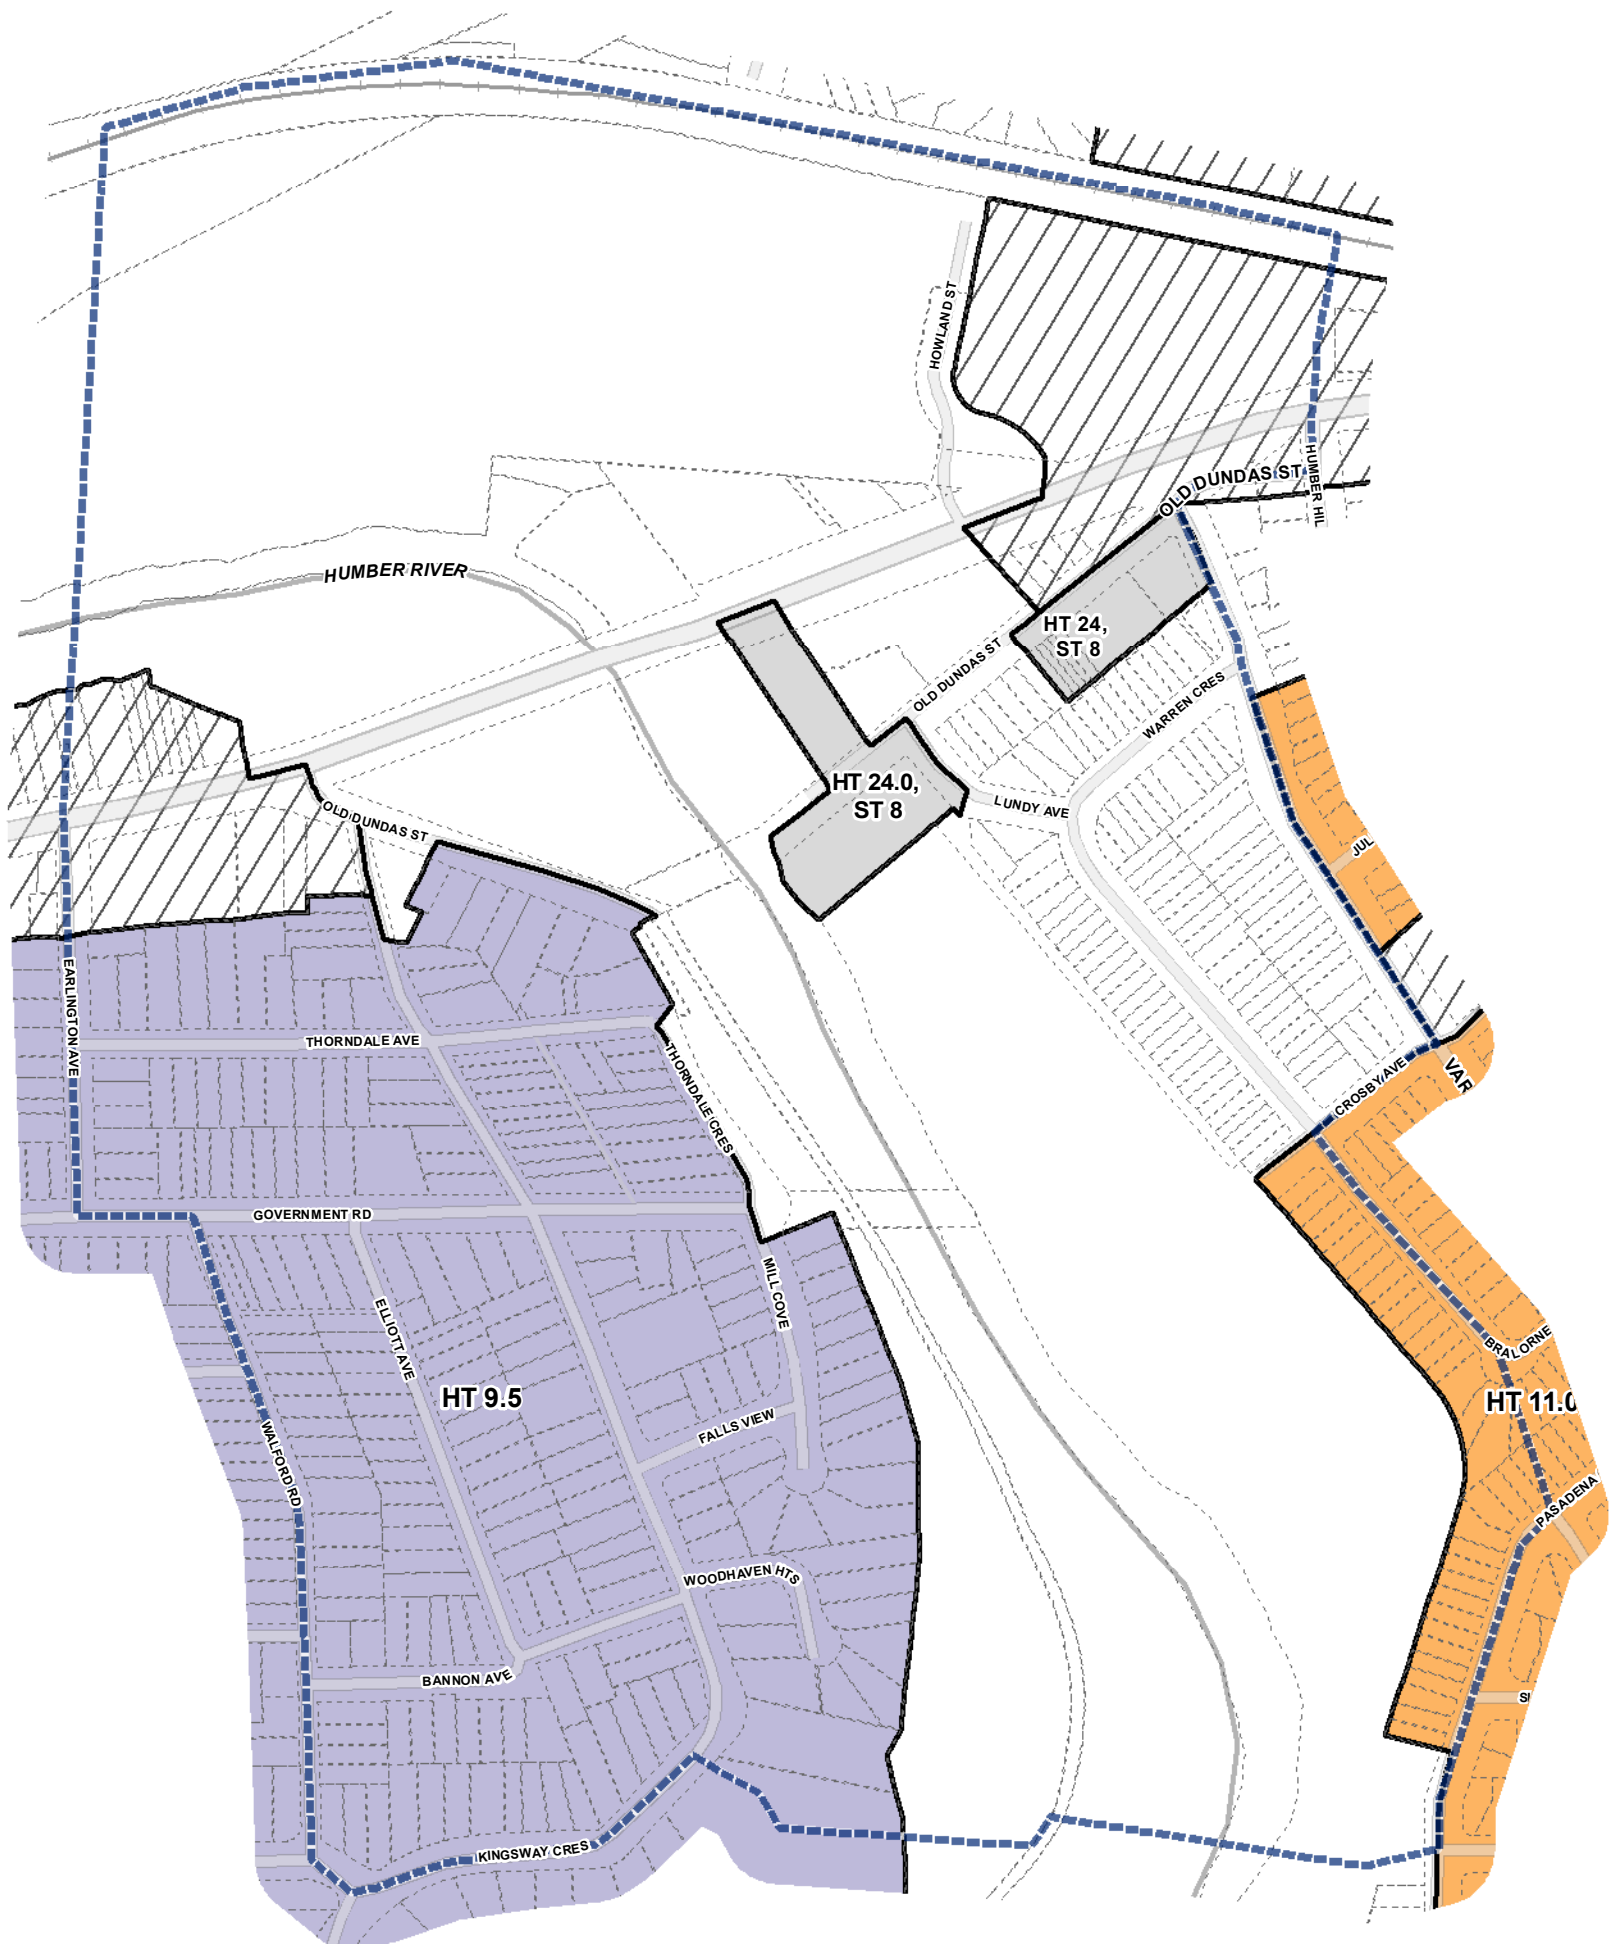 HOWLAND ST
OLD DUNDAS ST
HUMBER HIL
HUMBER RIVER
HT 24,
ST 8
OLD DUNDAS ST
WARREN CRES
HT 24.0,
ST 8
LUNDY AVE
OLD DUNDAS ST
JUL
EARLINGTON AVE
THORNDALE AVE
THORNDALE CRES
CROSBY AVE
VAR
GOVERNMENT RD
MILL COVE
ELLIOTT AVE
BRALORNE
HT 9.5
HT 11.0
FALLS VIEW
WALFORD RD
PASADENA
WOODHAVEN HTS
BANNON AVE
KINGSWAY CRES